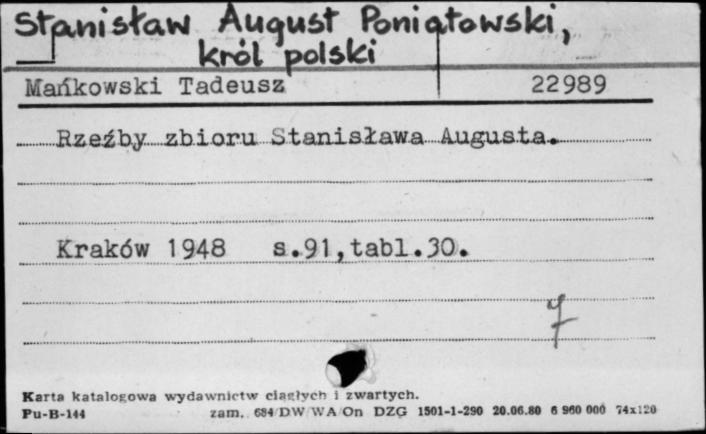 Stanisław August Poniatowski,
król polski
Mańkowski Tadeusz 22989
Rzeźby zbioru Stanisława Augusta.
Kraków 1948 s.91,tabl.30.
Karta katalogowa wydawnictw ciągłych i zwartych.
Pu-B-144 zam. 684/DW/WA/On DZG 1501-1-290 20.06.80 6 960 000 74x120